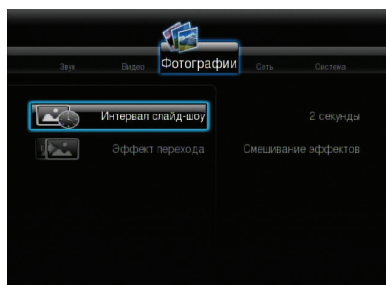 Звук Видео Фотографии Сеть Система
Интервал слайд-шоу 2 секунды
Эффект перехода Смешивание эффектов